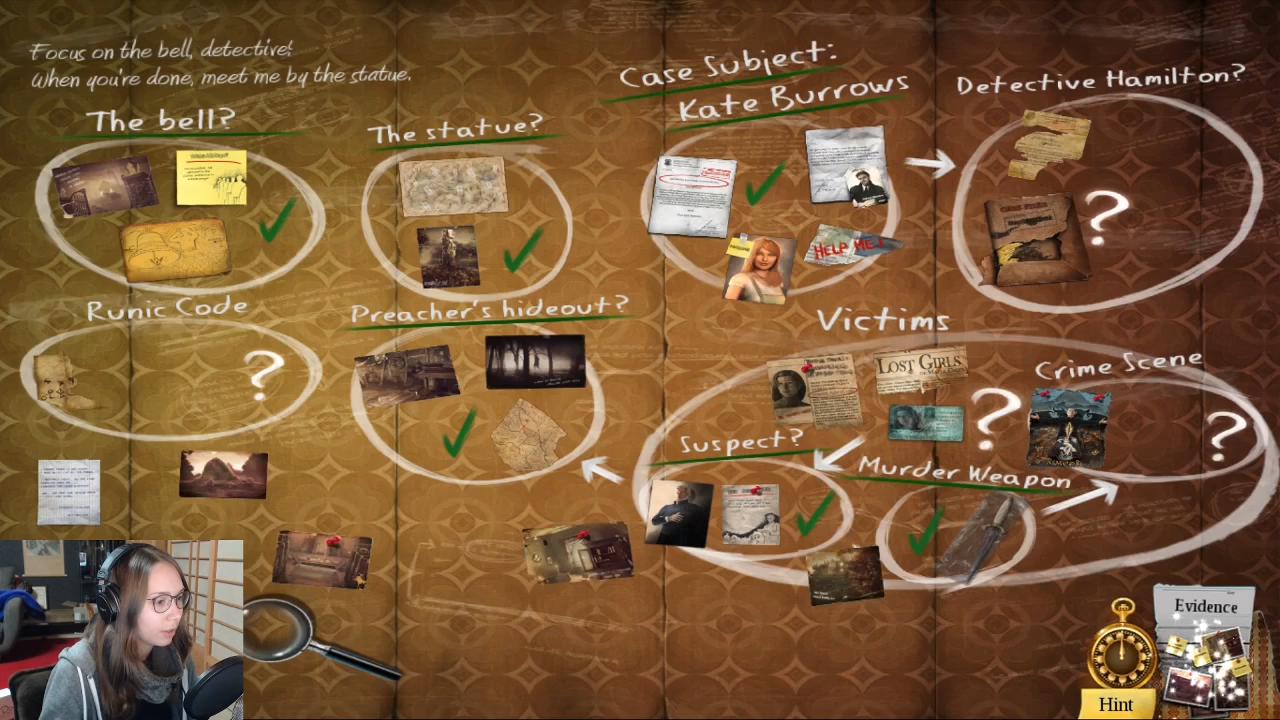 Focus on the bell, detective!
When you're done, meet me by the statue.
The bell?
The statue?
Case Subject:
Kate Burrows
Detective Hamilton?
HELP ME!
Runic Code
Preacher's hideout?
Victims
LOST GIRLS
Crime Scene
Suspect?
Murder Weapon
Evidence
Hint